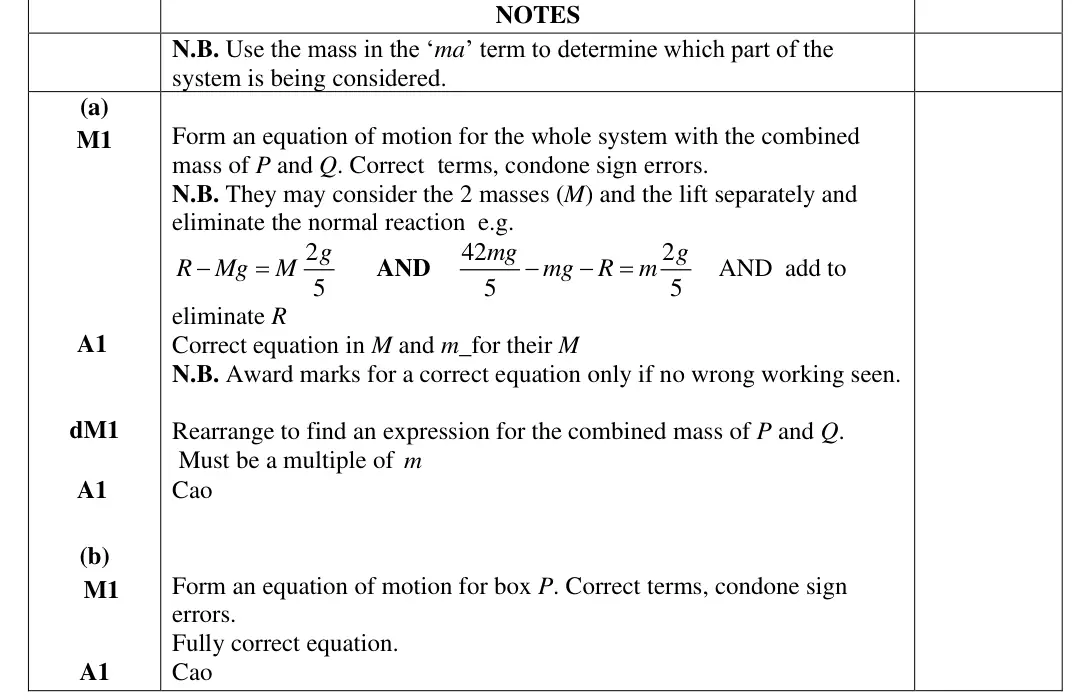 NOTES
N.B. Use the mass in the ‘ma’ term to determine which part of the
system is being considered.
(a)
M1 Form an equation of motion for the whole system with the combined
mass of P and Q. Correct terms, condone sign errors.
N.B. They may consider the 2 masses (M) and the lift separately and
eliminate the normal reaction e.g.
R − Mg = M 2g/5 AND 42mg/5 − mg − R = m 2g/5 AND add to
eliminate R
A1 Correct equation in M and m_for their M
N.B. Award marks for a correct equation only if no wrong working seen.
dM1 Rearrange to find an expression for the combined mass of P and Q.
Must be a multiple of m
A1 Cao
(b)
M1 Form an equation of motion for box P. Correct terms, condone sign
errors.
Fully correct equation.
A1 Cao